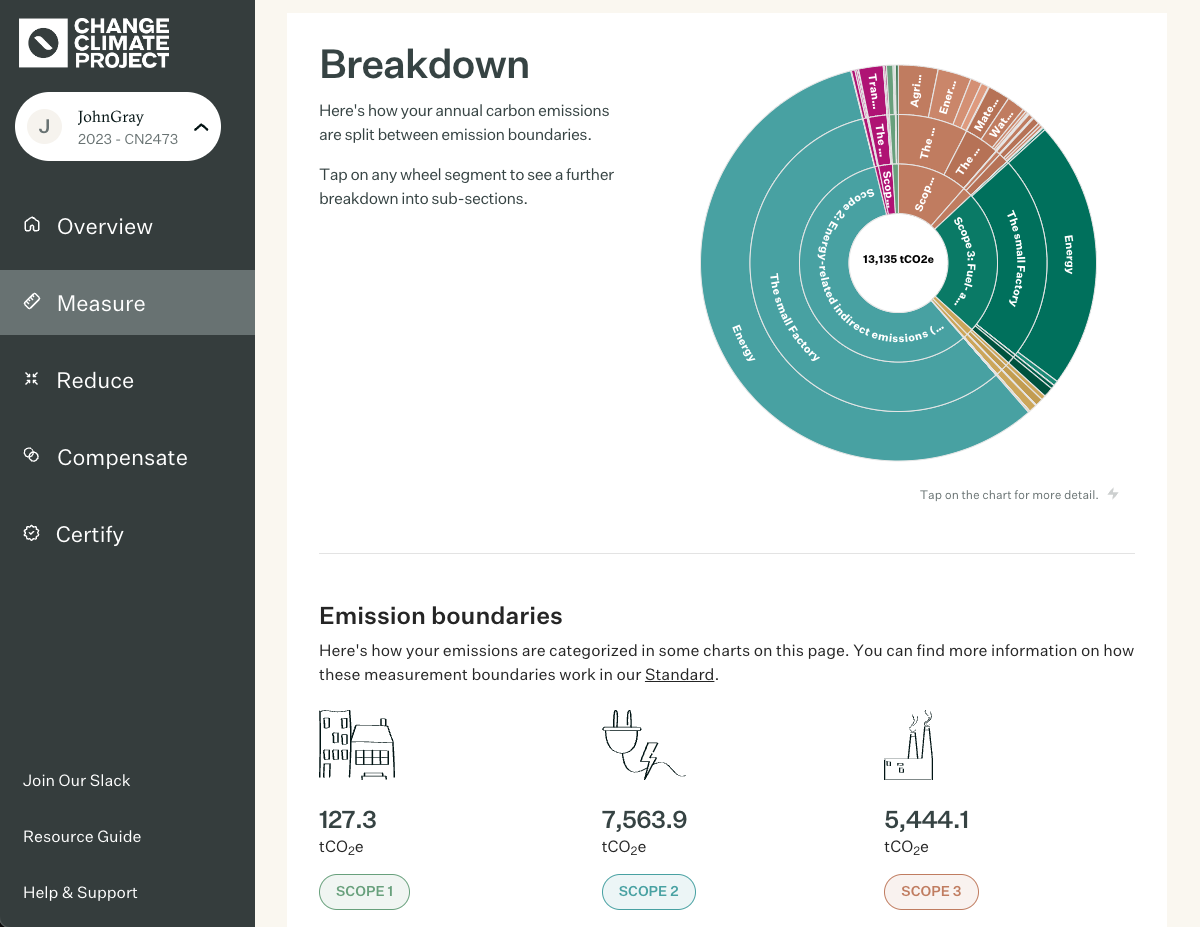 CHANGE
CLIMATE
PROJECT
J
JohnGray
2023 - CN2473
Overview
Measure
Reduce
Compensate
Certify
Join Our Slack
Resource Guide
Help & Support
Breakdown
Here's how your annual carbon emissions
are split between emission boundaries.
Tap on any wheel segment to see a further
breakdown into sub-sections.
13,135 tCO2e
Scope 2: Energy-related indirect emissions (...
The small Factory
Energy
Scop...
The ...
Tran...
Scop...
The ...
Agri...
Ener...
The ...
Mate...
Wat...
Scope 3: Fuel- a...
The small Factory
Energy
Tap on the chart for more detail.
Emission boundaries
Here's how your emissions are categorized in some charts on this page. You can find more information on how
these measurement boundaries work in our Standard.
127.3
tCO₂e
SCOPE 1
7,563.9
tCO₂e
SCOPE 2
5,444.1
tCO₂e
SCOPE 3